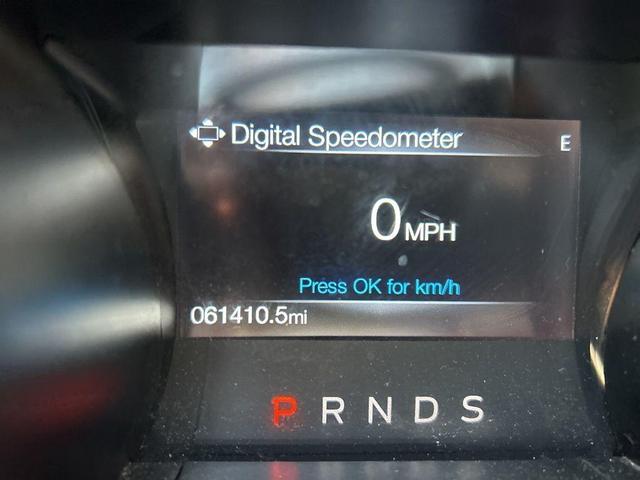 Digital Speedometer E
0 MPH
Press OK for km/h
061410.5mi
P R N D S